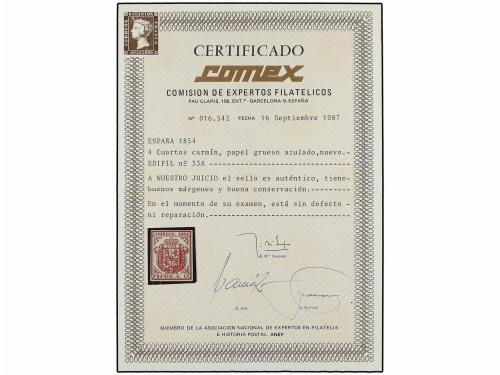 CERTIFICADO
comex
COMISION DE EXPERTOS FILATELICOS
PAU CLARIS, 106, ENT.º - BARCELONA-9, ESPAÑA
Nº 016.542 FECHA 16 Septiembre 1987
ESPAÑA 1854
4 Cuartos carmín, papel grueso azulado, nuevo.-
EDIFIL nº 33A
A NUESTRO JUICIO el sello es auténtico, tiene-
buenos márgenes y buena conservación.
En el momento de su examen, está sin defecto -
ni reparación.
CORREOS. 1854
FRANCO 4. Cs
MIEMBRO DE LA ASOCIACION NACIONAL DE EXPERTOS EN FILATELIA
E HISTORIA POSTAL ANEF